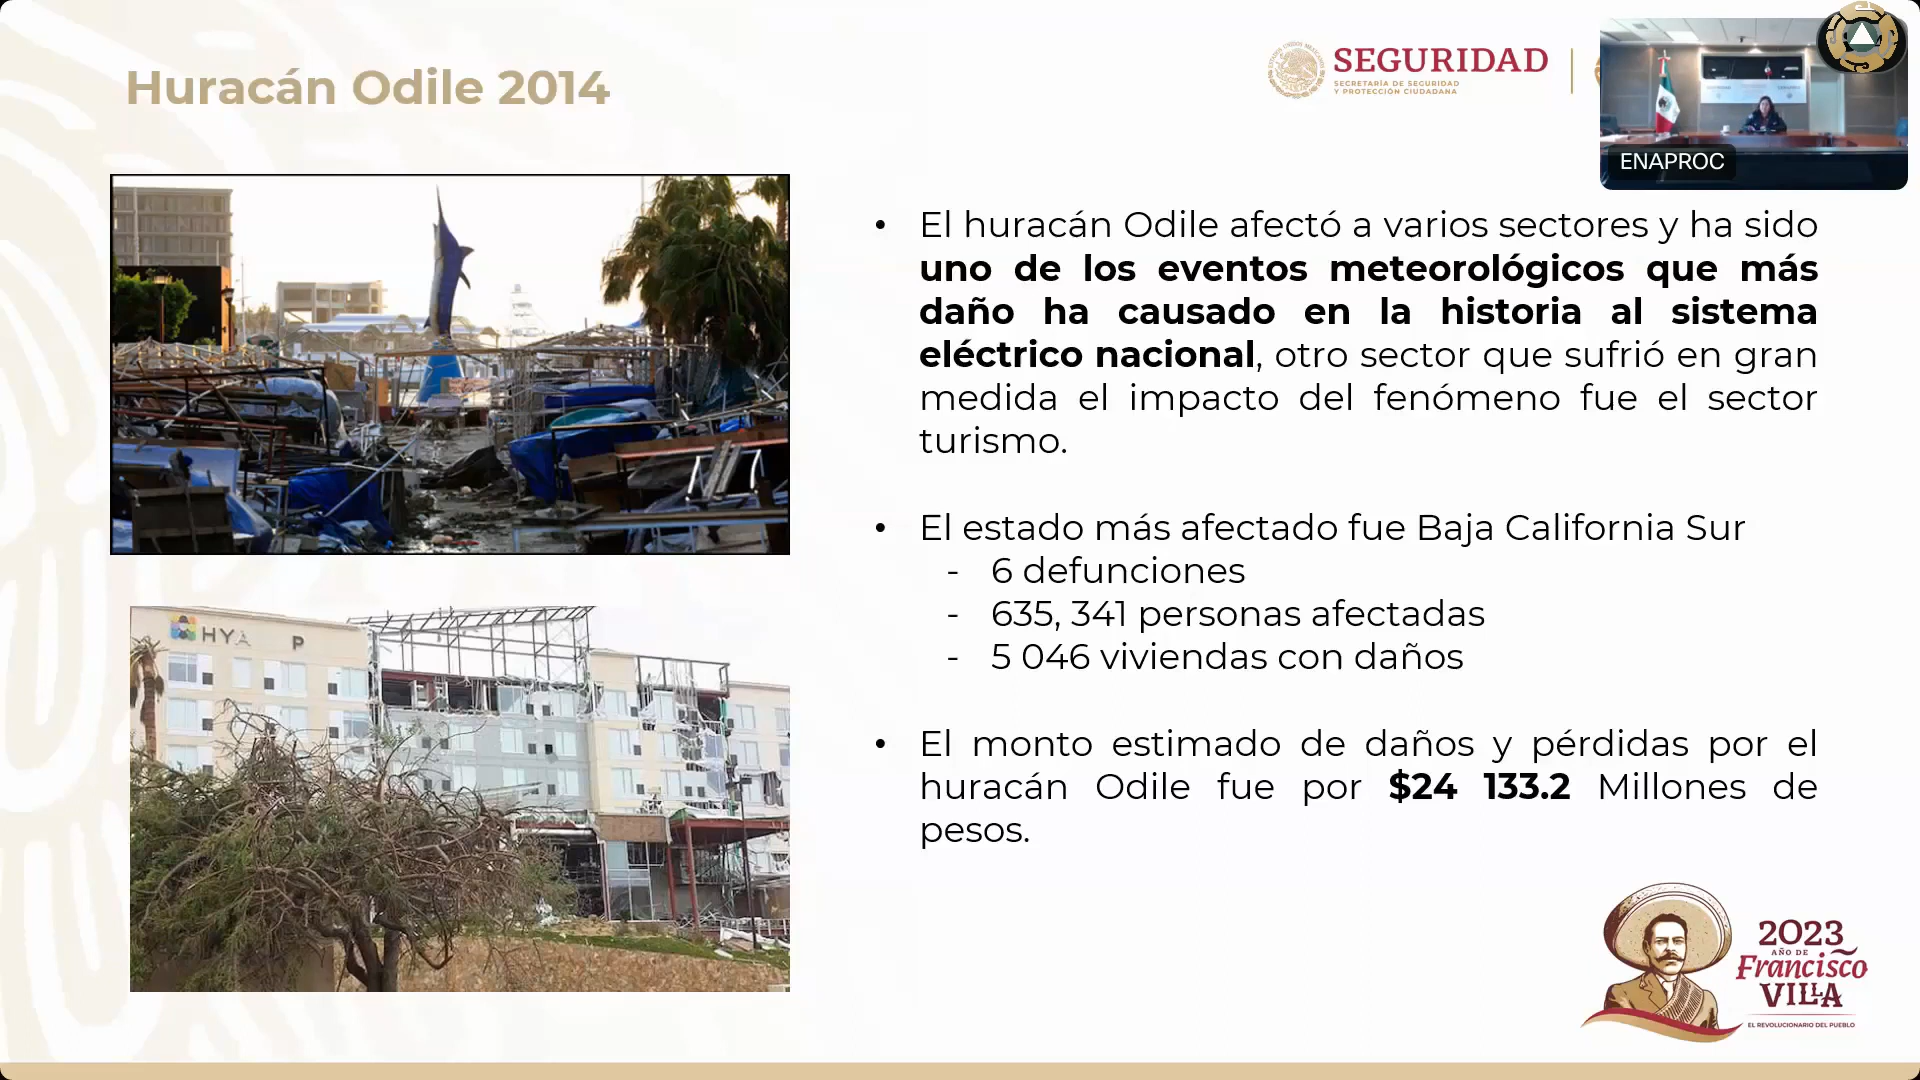 Huracán Odile 2014
SEGURIDAD
SECRETARÍA DE SEGURIDAD
Y PROTECCIÓN CIUDADANA
ENAPROC
• El huracán Odile afectó a varios sectores y ha sido
uno de los eventos meteorológicos que más
daño ha causado en la historia al sistema
eléctrico nacional, otro sector que sufrió en gran
medida el impacto del fenómeno fue el sector
turismo.
• El estado más afectado fue Baja California Sur
- 6 defunciones
- 635, 341 personas afectadas
- 5 046 viviendas con daños
• El monto estimado de daños y pérdidas por el
huracán Odile fue por $24 133.2 Millones de
pesos.
HYA P
2023
AÑO DE
Francisco
VILLA
EL REVOLUCIONARIO DEL PUEBLO